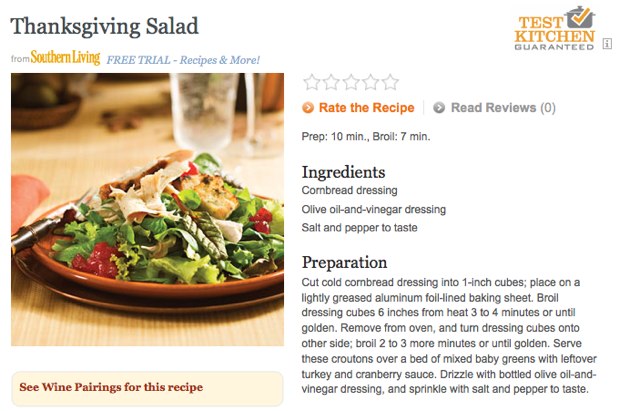 Thanksgiving Salad
TEST
KITCHEN
GUARANTEED i
from Southern Living FREE TRIAL - Recipes & More!
Rate the Recipe Read Reviews (0)
Prep: 10 min., Broil: 7 min.
Ingredients
Cornbread dressing
Olive oil-and-vinegar dressing
Salt and pepper to taste
Preparation
Cut cold cornbread dressing into 1-inch cubes; place on a
lightly greased aluminum foil-lined baking sheet. Broil
dressing cubes 6 inches from heat 3 to 4 minutes or until
golden. Remove from oven, and turn dressing cubes onto
other side; broil 2 to 3 more minutes or until golden. Serve
these croutons over a bed of mixed baby greens with leftover
turkey and cranberry sauce. Drizzle with bottled olive oil-and-
vinegar dressing, and sprinkle with salt and pepper to taste.
See Wine Pairings for this recipe